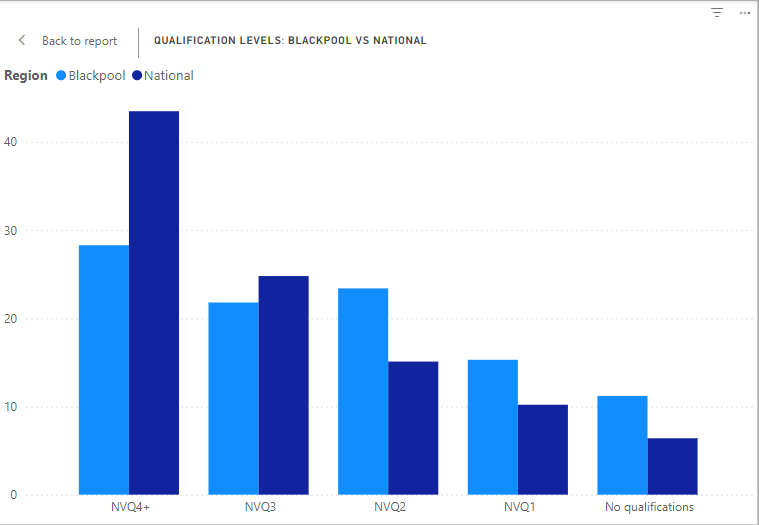 Back to report
QUALIFICATION LEVELS: BLACKPOOL VS NATIONAL
Region Blackpool National
40
30
20
10
0
NVQ4+ NVQ3 NVQ2 NVQ1 No qualifications